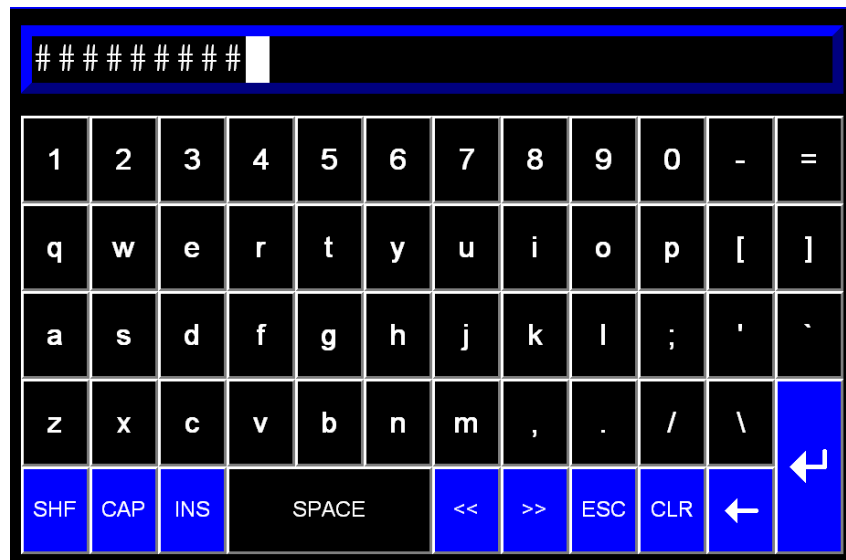 #########
1 2 3 4 5 6 7 8 9 0 - =
q w e r t y u i o p [ ]
a s d f g h j k l ; ' `
z x c v b n m , . / \
SHF CAP INS SPACE << >> ESC CLR ← ↵